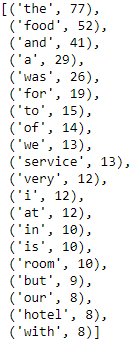 [('the', 77),
('food', 52),
('and', 41),
('a', 29),
('was', 26),
('for', 19),
('to', 15),
('of', 14),
('we', 13),
('service', 13),
('very', 12),
('i', 12),
('at', 12),
('in', 10),
('is', 10),
('room', 10),
('but', 9),
('our', 8),
('hotel', 8),
('with', 8)]